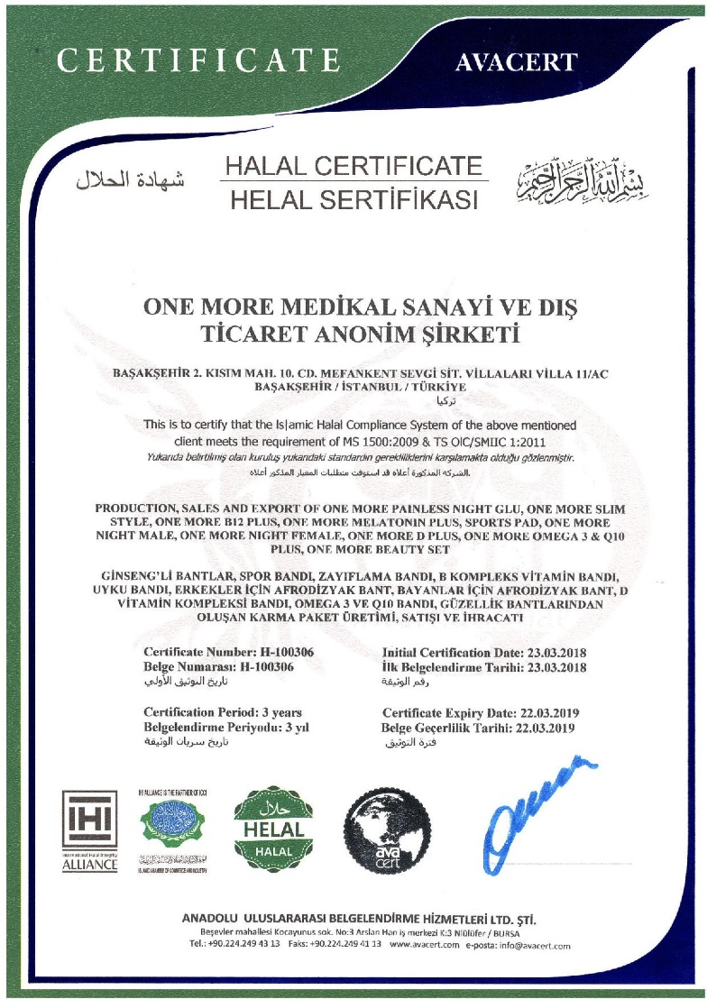 CERTIFICATE
AVACERT
شهادة الحلال
HALAL CERTIFICATE
HELAL SERTİFİKASI
ONE MORE MEDİKAL SANAYİ VE DIŞ
TİCARET ANONİM ŞİRKETİ
BAŞAKŞEHİR 2. KISIM MAH. 10. CD. MEFANKENT SEVGİ SİT. VİLLALARI VİLLA 11/AC
BAŞAKŞEHİR / İSTANBUL / TÜRKİYE
تركيا
This is to certify that the Is|amic Halal Compliance System of the above mentioned
client meets the requirement of MS 1500:2009 & TS OIC/SMIIC 1:2011
Yukarıda belirtilmiş olan kuruluş yukarıdaki standardın gerekliliklerini karşılamakta olduğu gözlenmiştir.
الشركة المذكورة أعلاه قد استوفت متطلبات المعيار المذكور أعلاه.
PRODUCTION, SALES AND EXPORT OF ONE MORE PAINLESS NIGHT GLU, ONE MORE SLIM
STYLE, ONE MORE B12 PLUS, ONE MORE MELATONIN PLUS, SPORTS PAD, ONE MORE
NIGHT MALE, ONE MORE NIGHT FEMALE, ONE MORE D PLUS, ONE MORE OMEGA 3 & Q10
PLUS, ONE MORE BEAUTY SET
GİNSENG'Lİ BANTLAR, SPOR BANDI, ZAYIFLAMA BANDI, B KOMPLEKS VİTAMİN BANDI,
UYKU BANDI, ERKEKLER İÇİN AFRODİZYAK BANT, BAYANLAR İÇİN AFRODİZYAK BANT, D
VİTAMİN KOMPLEKSİ BANDI, OMEGA 3 VE Q10 BANDI, GÜZELLİK BANTLARINDAN
OLUŞAN KARMA PAKET ÜRETİMİ, SATIŞI VE İHRACATI
Certificate Number: H-100306
Belge Numarası: H-100306
تاريخ التوثيق الأولي
Initial Certification Date: 23.03.2018
İlk Belgelendirme Tarihi: 23.03.2018
رقم الوثيقة
Certification Period: 3 years
Belgelendirme Periyodu: 3 yıl
تاريخ سريات الوثيقة
Certificate Expiry Date: 22.03.2019
Belge Geçerlilik Tarihi: 22.03.2019
فترة التوثيق
IHI
International Halal Integrity
ALLIANCE
IHI ALLIANCE IS THE PARTNER OF ICCI
ISLAMIC CHAMBER OF COMMERCE AND INDUSTRY
حلال
HELAL
HALAL
ava
cert
ANADOLU ULUSLARARASI BELGELENDİRME HİZMETLERİ LTD. ŞTİ.
Beşevler mahallesi Kocayunus sok. No:3 Arslan Han iş merkezi K:3 Nlülüfer / BURSA
Tel.: +90.224.249 43 13 Faks: +90.224.249 41 13 www.avacert.com e-posta: info@avacert.com